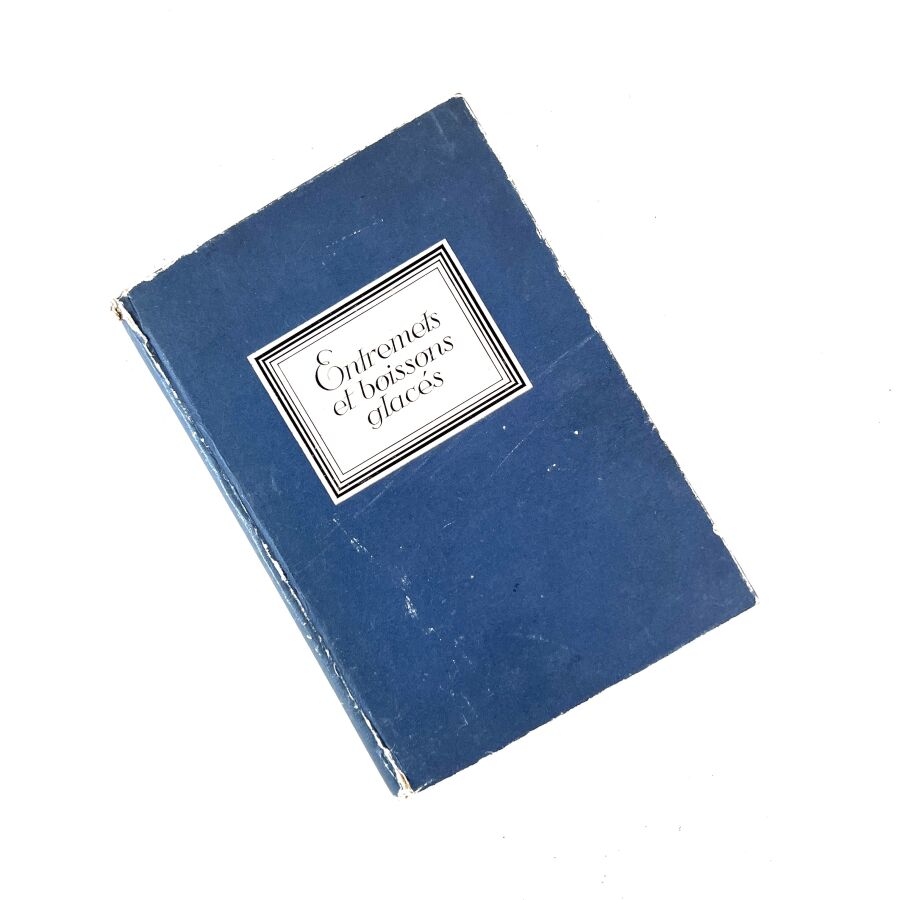 Entremets
et boissons
glacés